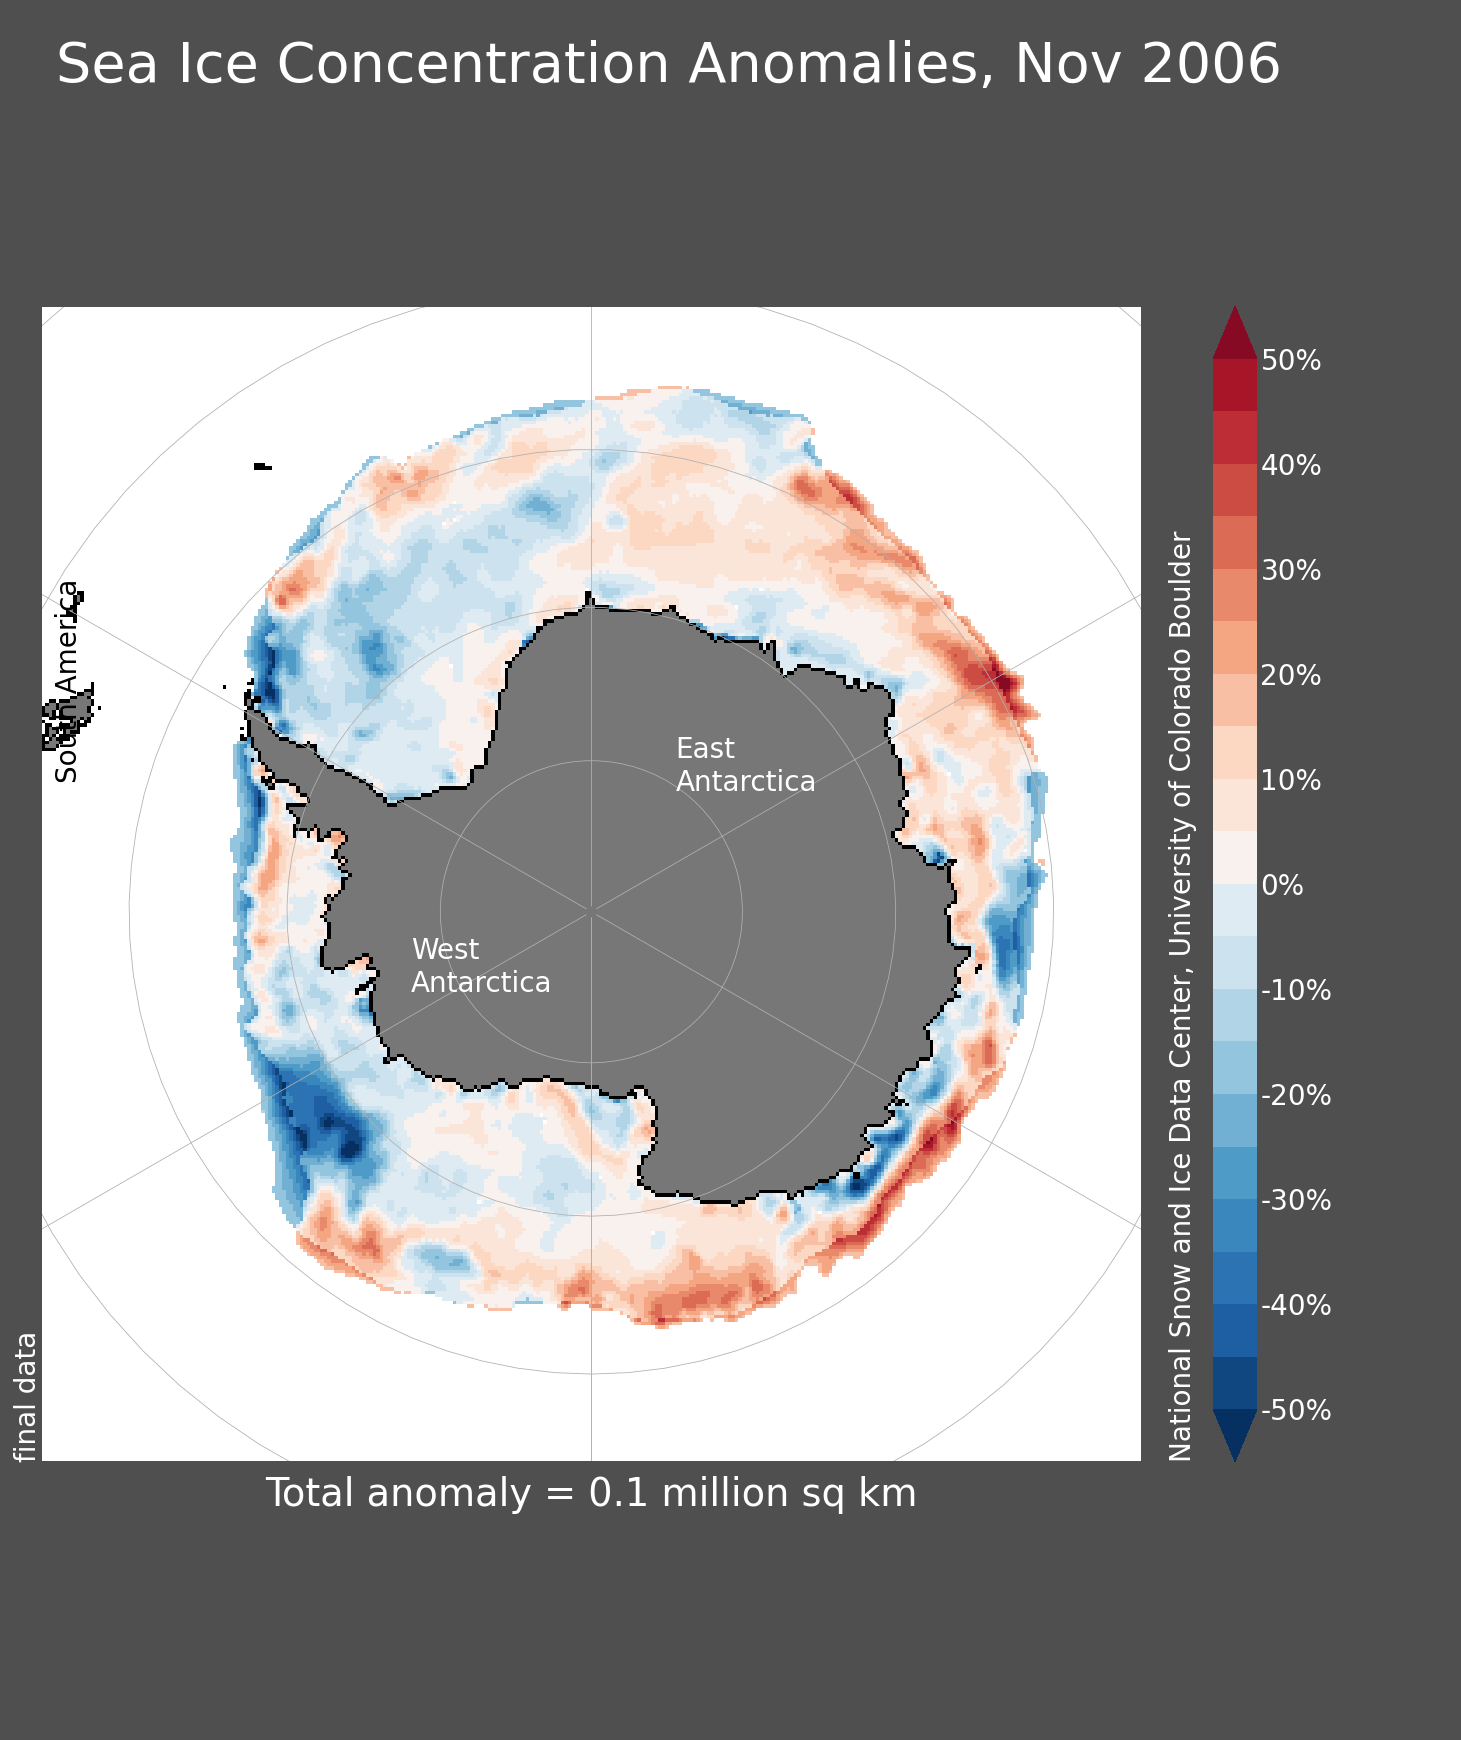 Sea Ice Concentration Anomalies, Nov 2006
South America
East
Antarctica
West
Antarctica
final data
National Snow and Ice Data Center, University of Colorado Boulder
50%
40%
30%
20%
10%
0%
-10%
-20%
-30%
-40%
-50%
Total anomaly = 0.1 million sq km